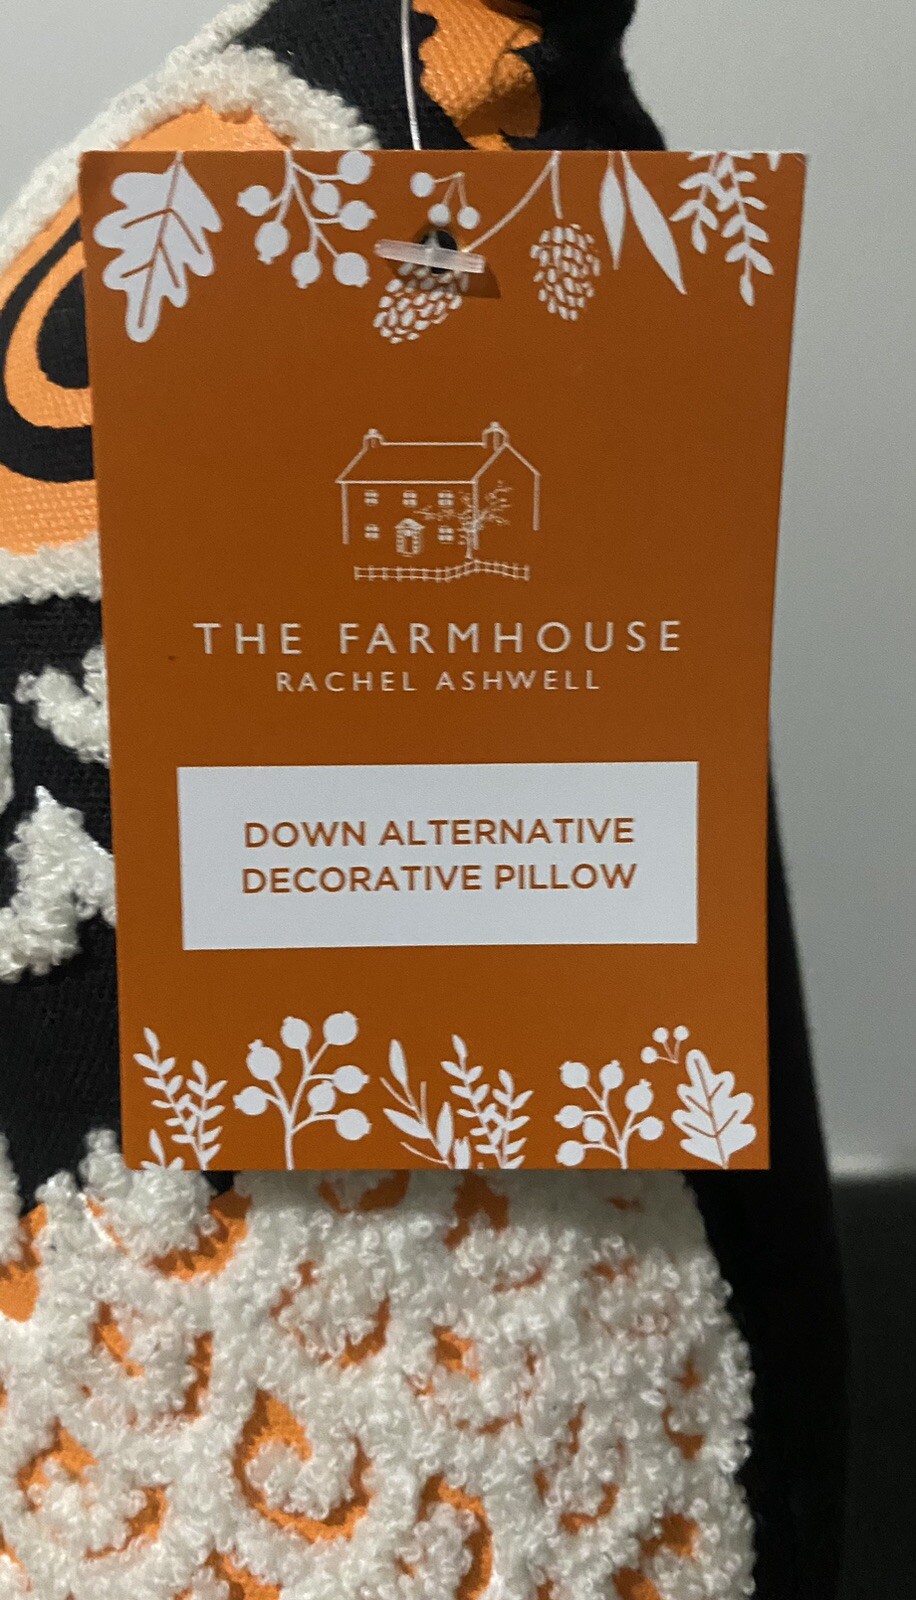 THE FARMHOUSE
RACHEL ASHWELL
DOWN ALTERNATIVE
DECORATIVE PILLOW